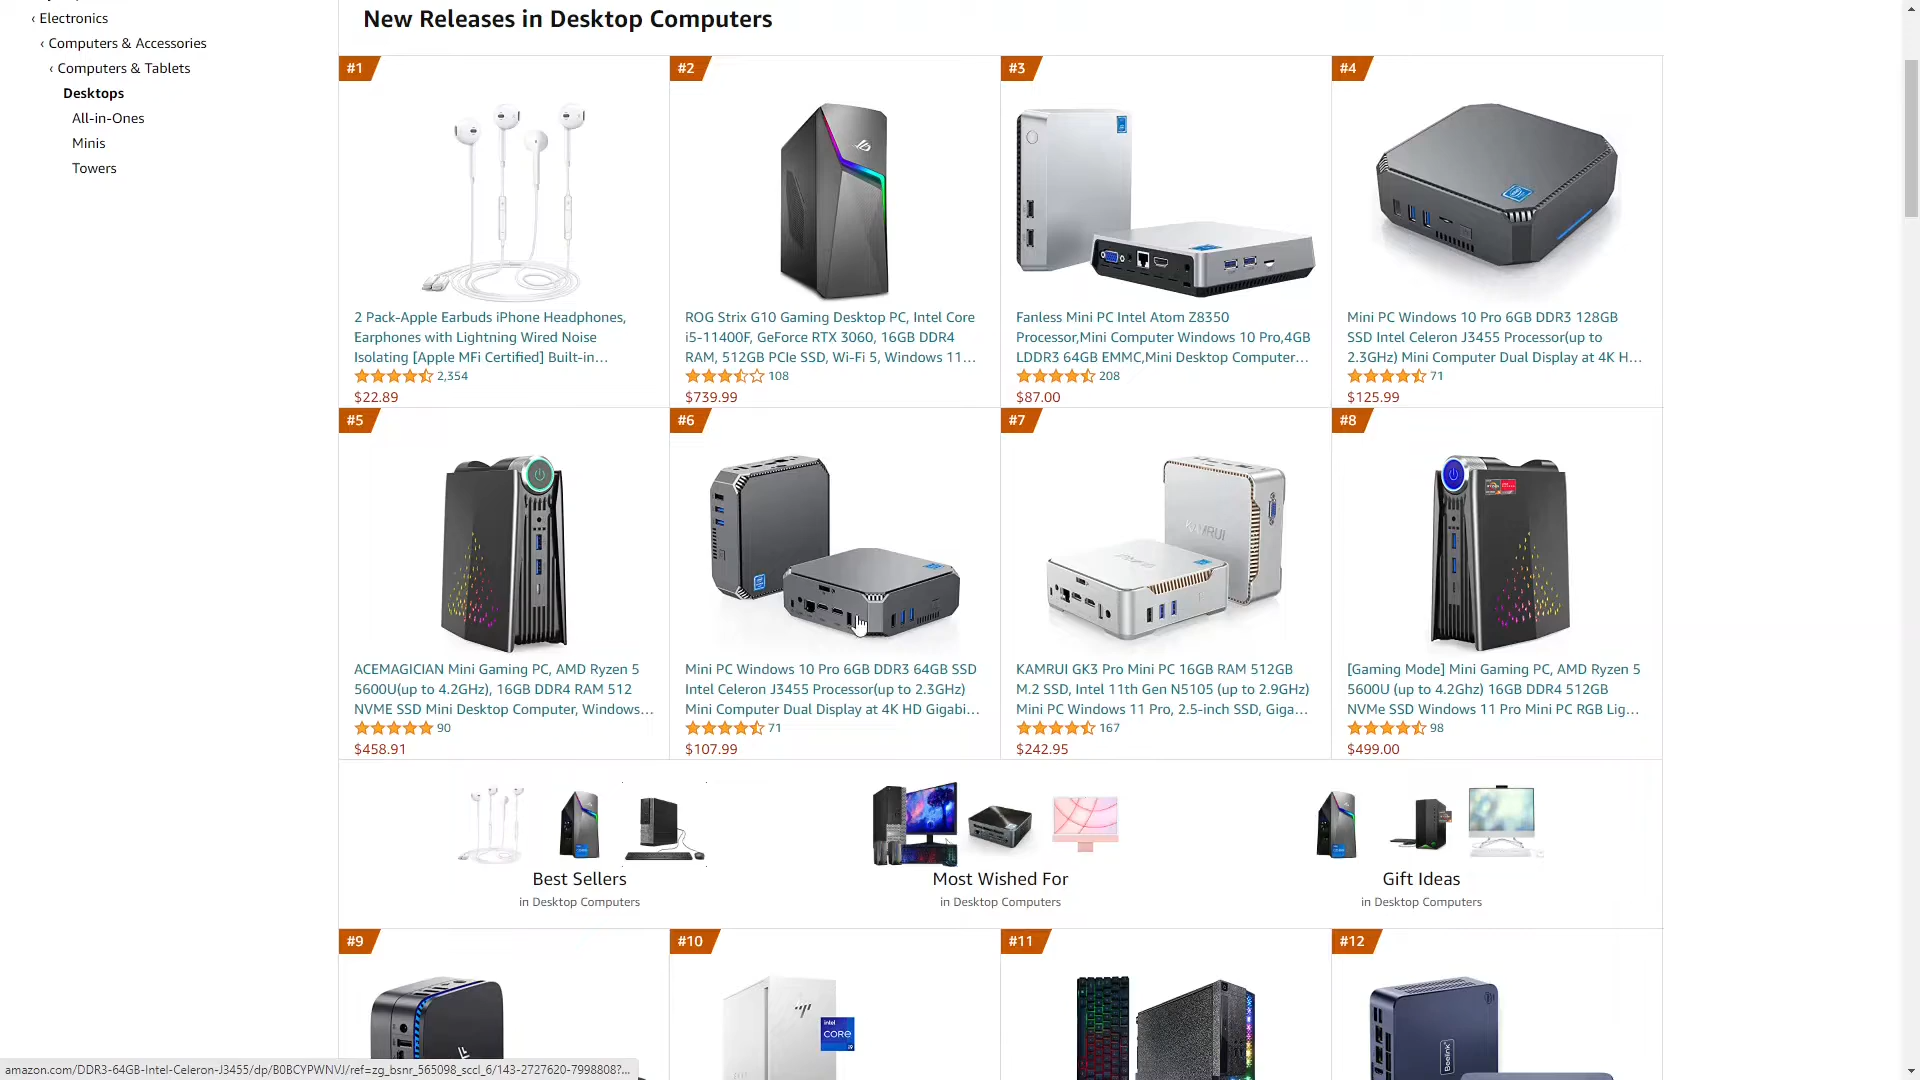 ‹ Electronics
‹ Computers & Accessories
‹ Computers & Tablets
Desktops
All-in-Ones
Minis
Towers
New Releases in Desktop Computers
#1
2 Pack-Apple Earbuds iPhone Headphones,
Earphones with Lightning Wired Noise
Isolating [Apple MFi Certified] Built-in…
2,354
$22.89
#2
ROG Strix G10 Gaming Desktop PC, Intel Core
i5-11400F, GeForce RTX 3060, 16GB DDR4
RAM, 512GB PCIe SSD, Wi-Fi 5, Windows 11…
108
$739.99
#3
Fanless Mini PC Intel Atom Z8350
Processor,Mini Computer Windows 10 Pro,4GB
LDDR3 64GB EMMC,Mini Desktop Computer…
208
$87.00
#4
Mini PC Windows 10 Pro 6GB DDR3 128GB
SSD Intel Celeron J3455 Processor(up to
2.3GHz) Mini Computer Dual Display at 4K H…
71
$125.99
#5
ACEMAGICIAN Mini Gaming PC, AMD Ryzen 5
5600U(up to 4.2GHz), 16GB DDR4 RAM 512
NVME SSD Mini Desktop Computer, Windows…
90
$458.91
#6
Mini PC Windows 10 Pro 6GB DDR3 64GB SSD
Intel Celeron J3455 Processor(up to 2.3GHz)
Mini Computer Dual Display at 4K HD Gigabi…
71
$107.99
#7
KAMRUI
KAMRUI GK3 Pro Mini PC 16GB RAM 512GB
M.2 SSD, Intel 11th Gen N5105 (up to 2.9GHz)
Mini PC Windows 11 Pro, 2.5-inch SSD, Giga…
167
$242.95
#8
[Gaming Mode] Mini Gaming PC, AMD Ryzen 5
5600U (up to 4.2Ghz) 16GB DDR4 512GB
NVMe SSD Windows 11 Pro Mini PC RGB Lig…
98
$499.00
Best Sellers
in Desktop Computers
Most Wished For
in Desktop Computers
Gift Ideas
in Desktop Computers
#9
#10
intel
CORE
i9
#11
#12
Beelink
amazon.com/DDR3-64GB-Intel-Celeron-J3455/dp/B0BCYPWNVJ/ref=zg_bsnr_565098_sccl_6/143-2727620-7998808?…